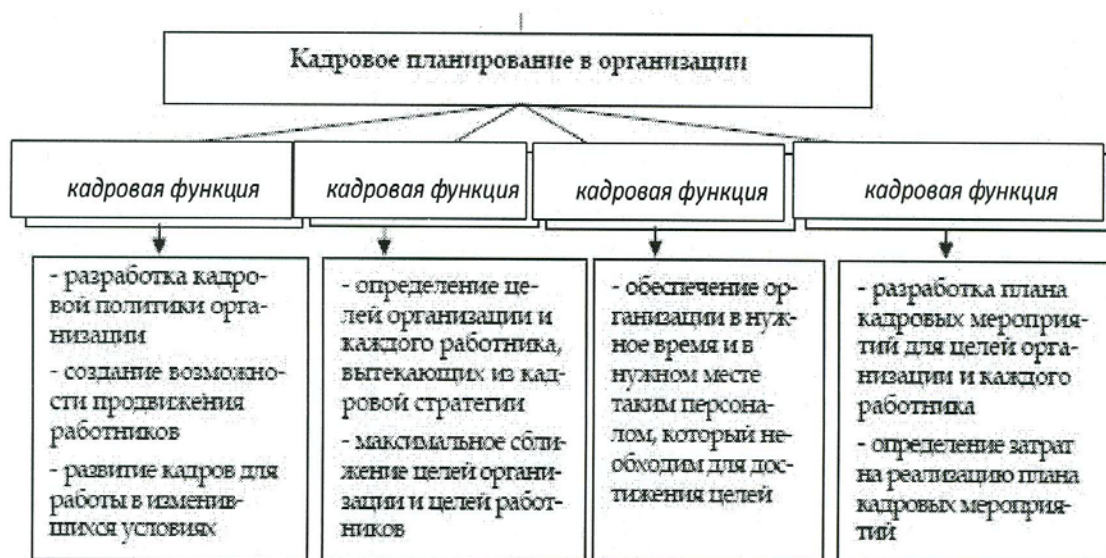 Кадровое планирование в организации
кадровая функция
кадровая функция
кадровая функция
кадровая функция
- разработка кадро-
вой политики орга-
низации
- создание возможно-
сти продвижения
работников
- развитие кадров для
работы в изменив-
шихся условиях
- определение це-
лей организации и
каждого работника,
вытекающих из кад-
ровой стратегии
- максимальное сбли-
жение целей органи-
зации и целей работ-
ников
- обеспечение ор-
ганизации в нуж-
ное время и в
нужном месте
таким персона-
лом, который не-
обходим для дос-
тижения целей
- разработка плана
кадровых мероприя-
тий для целей орга-
низации и каждого
работника
- определение затрат
на реализацию плана
кадровых мероприя-
тий